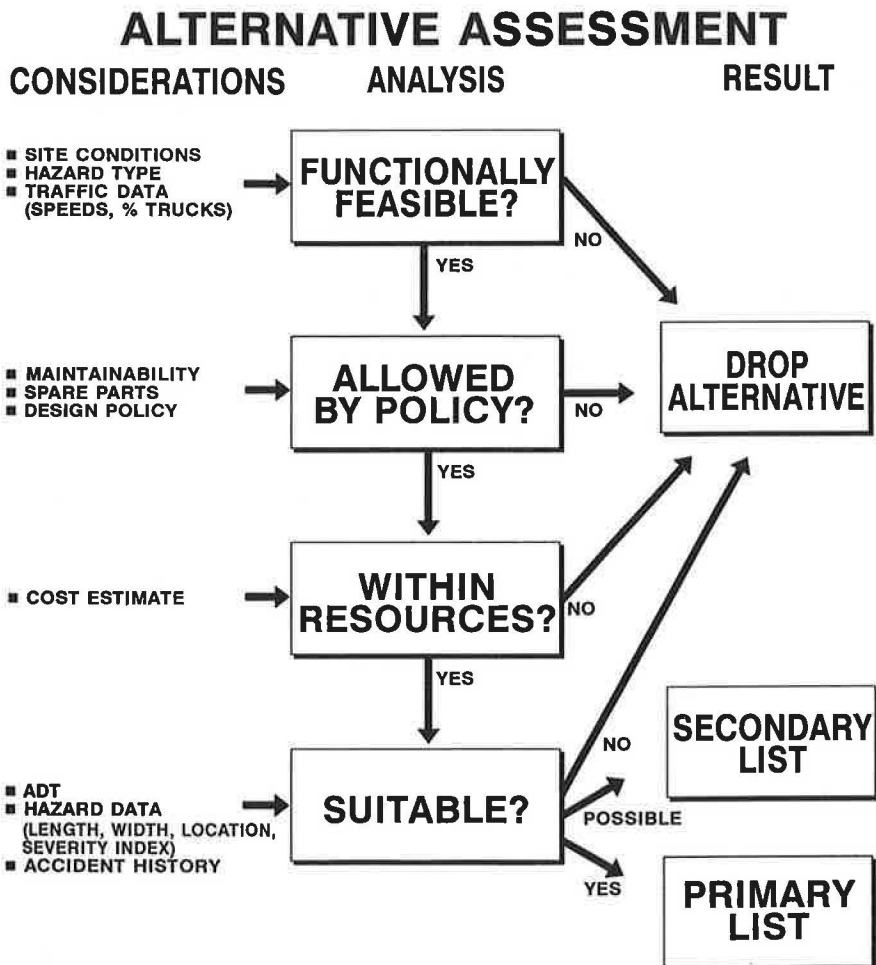 ALTERNATIVE ASSESSMENT
CONSIDERATIONS
ANALYSIS
RESULT
■ SITE CONDITIONS
■ HAZARD TYPE
■ TRAFFIC DATA
(SPEEDS, % TRUCKS)
FUNCTIONALLY
FEASIBLE?
NO
YES
■ MAINTAINABILITY
■ SPARE PARTS
■ DESIGN POLICY
ALLOWED
BY POLICY?
NO
DROP
ALTERNATIVE
YES
■ COST ESTIMATE
WITHIN
RESOURCES?
NO
YES
■ ADT
■ HAZARD DATA
(LENGTH, WIDTH, LOCATION,
SEVERITY INDEX)
■ ACCIDENT HISTORY
SUITABLE?
NO
SECONDARY
LIST
POSSIBLE
YES
PRIMARY
LIST